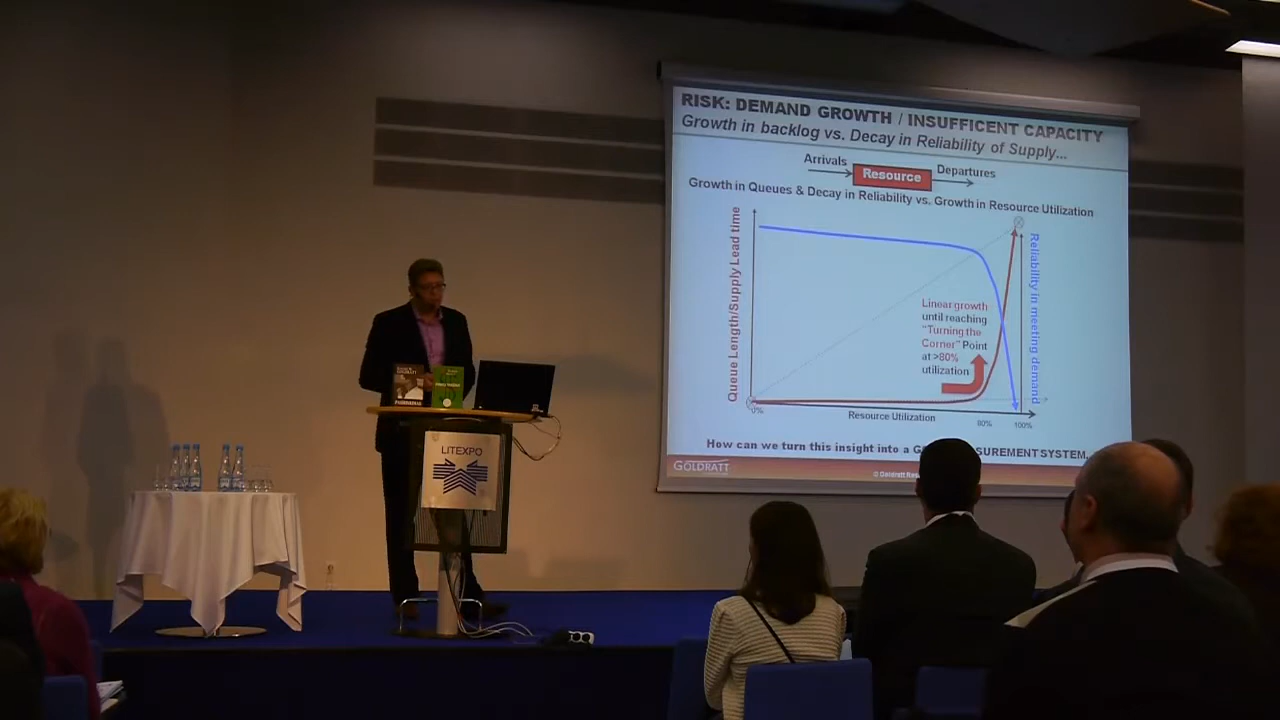 RISK: DEMAND GROWTH / INSUFFICENT CAPACITY
Growth in backlog vs. Decay in Reliability of Supply...
Arrivals
Resource
Departures
Growth in Queues & Decay in Reliability vs. Growth in Resource Utilization
Queue Length/Supply Lead time
Reliability in meeting demand
Linear growth
until reaching
"Turning the
Corner" Point
at >80%
utilization
0%
Resource Utilization
80%
100%
How can we turn this insight into a
SUREMENT SYSTEM.
GOLDRATT
© Goldratt
LITEXPO